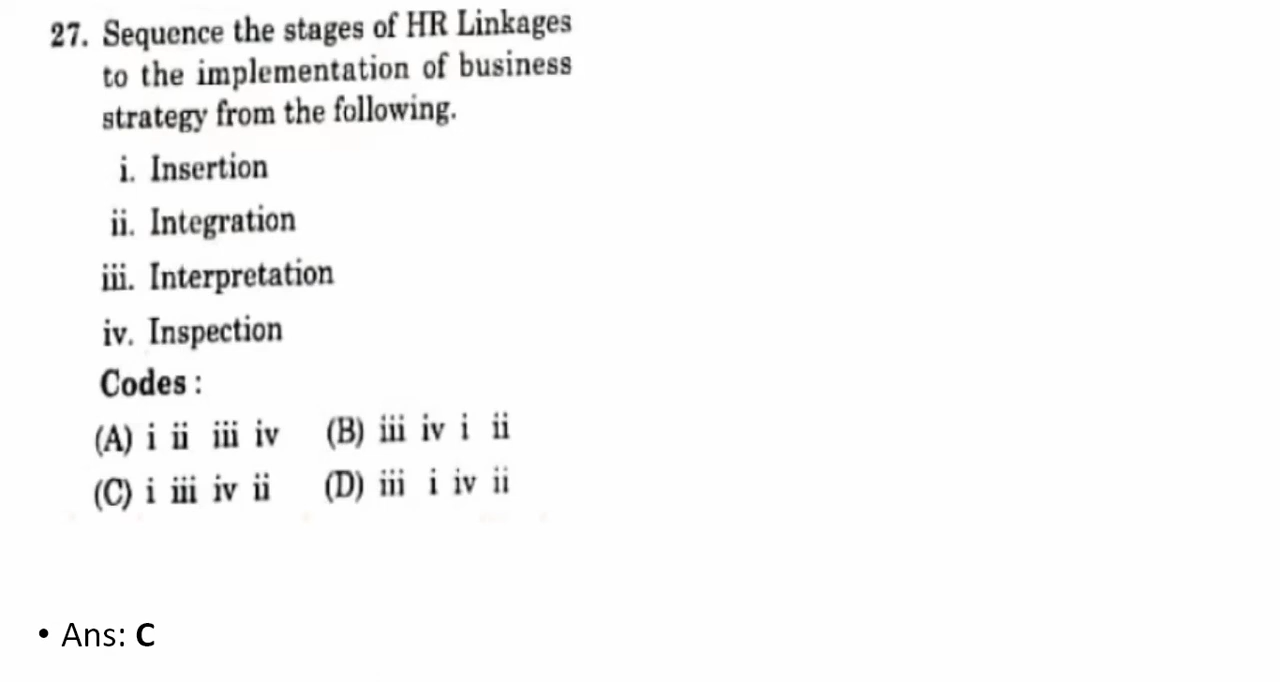 27. Sequence the stages of HR Linkages
to the implementation of business
strategy from the following.
i. Insertion
ii. Integration
iii. Interpretation
iv. Inspection
Codes :
(A) i ii iii iv (B) iii iv i ii
(C) i iii iv ii (D) iii i iv ii
• Ans: C